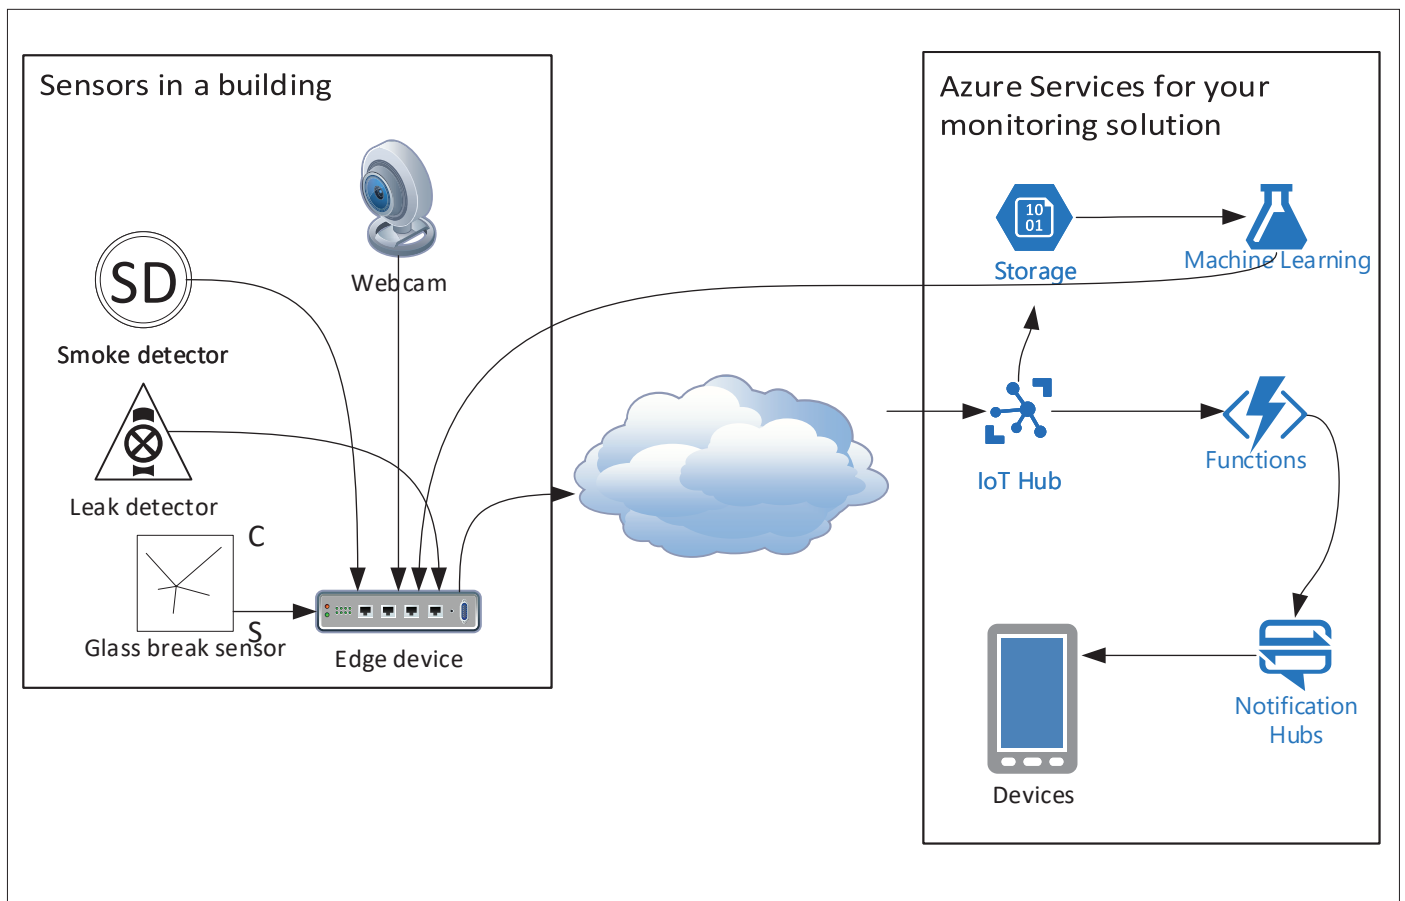 Sensors in a building
Webcam
SD
Smoke detector
Leak detector
C
S
Glass break sensor
Edge device
Azure Services for your
monitoring solution
10
01
Storage
Machine Learning
IoT Hub
Functions
Notification
Hubs
Devices